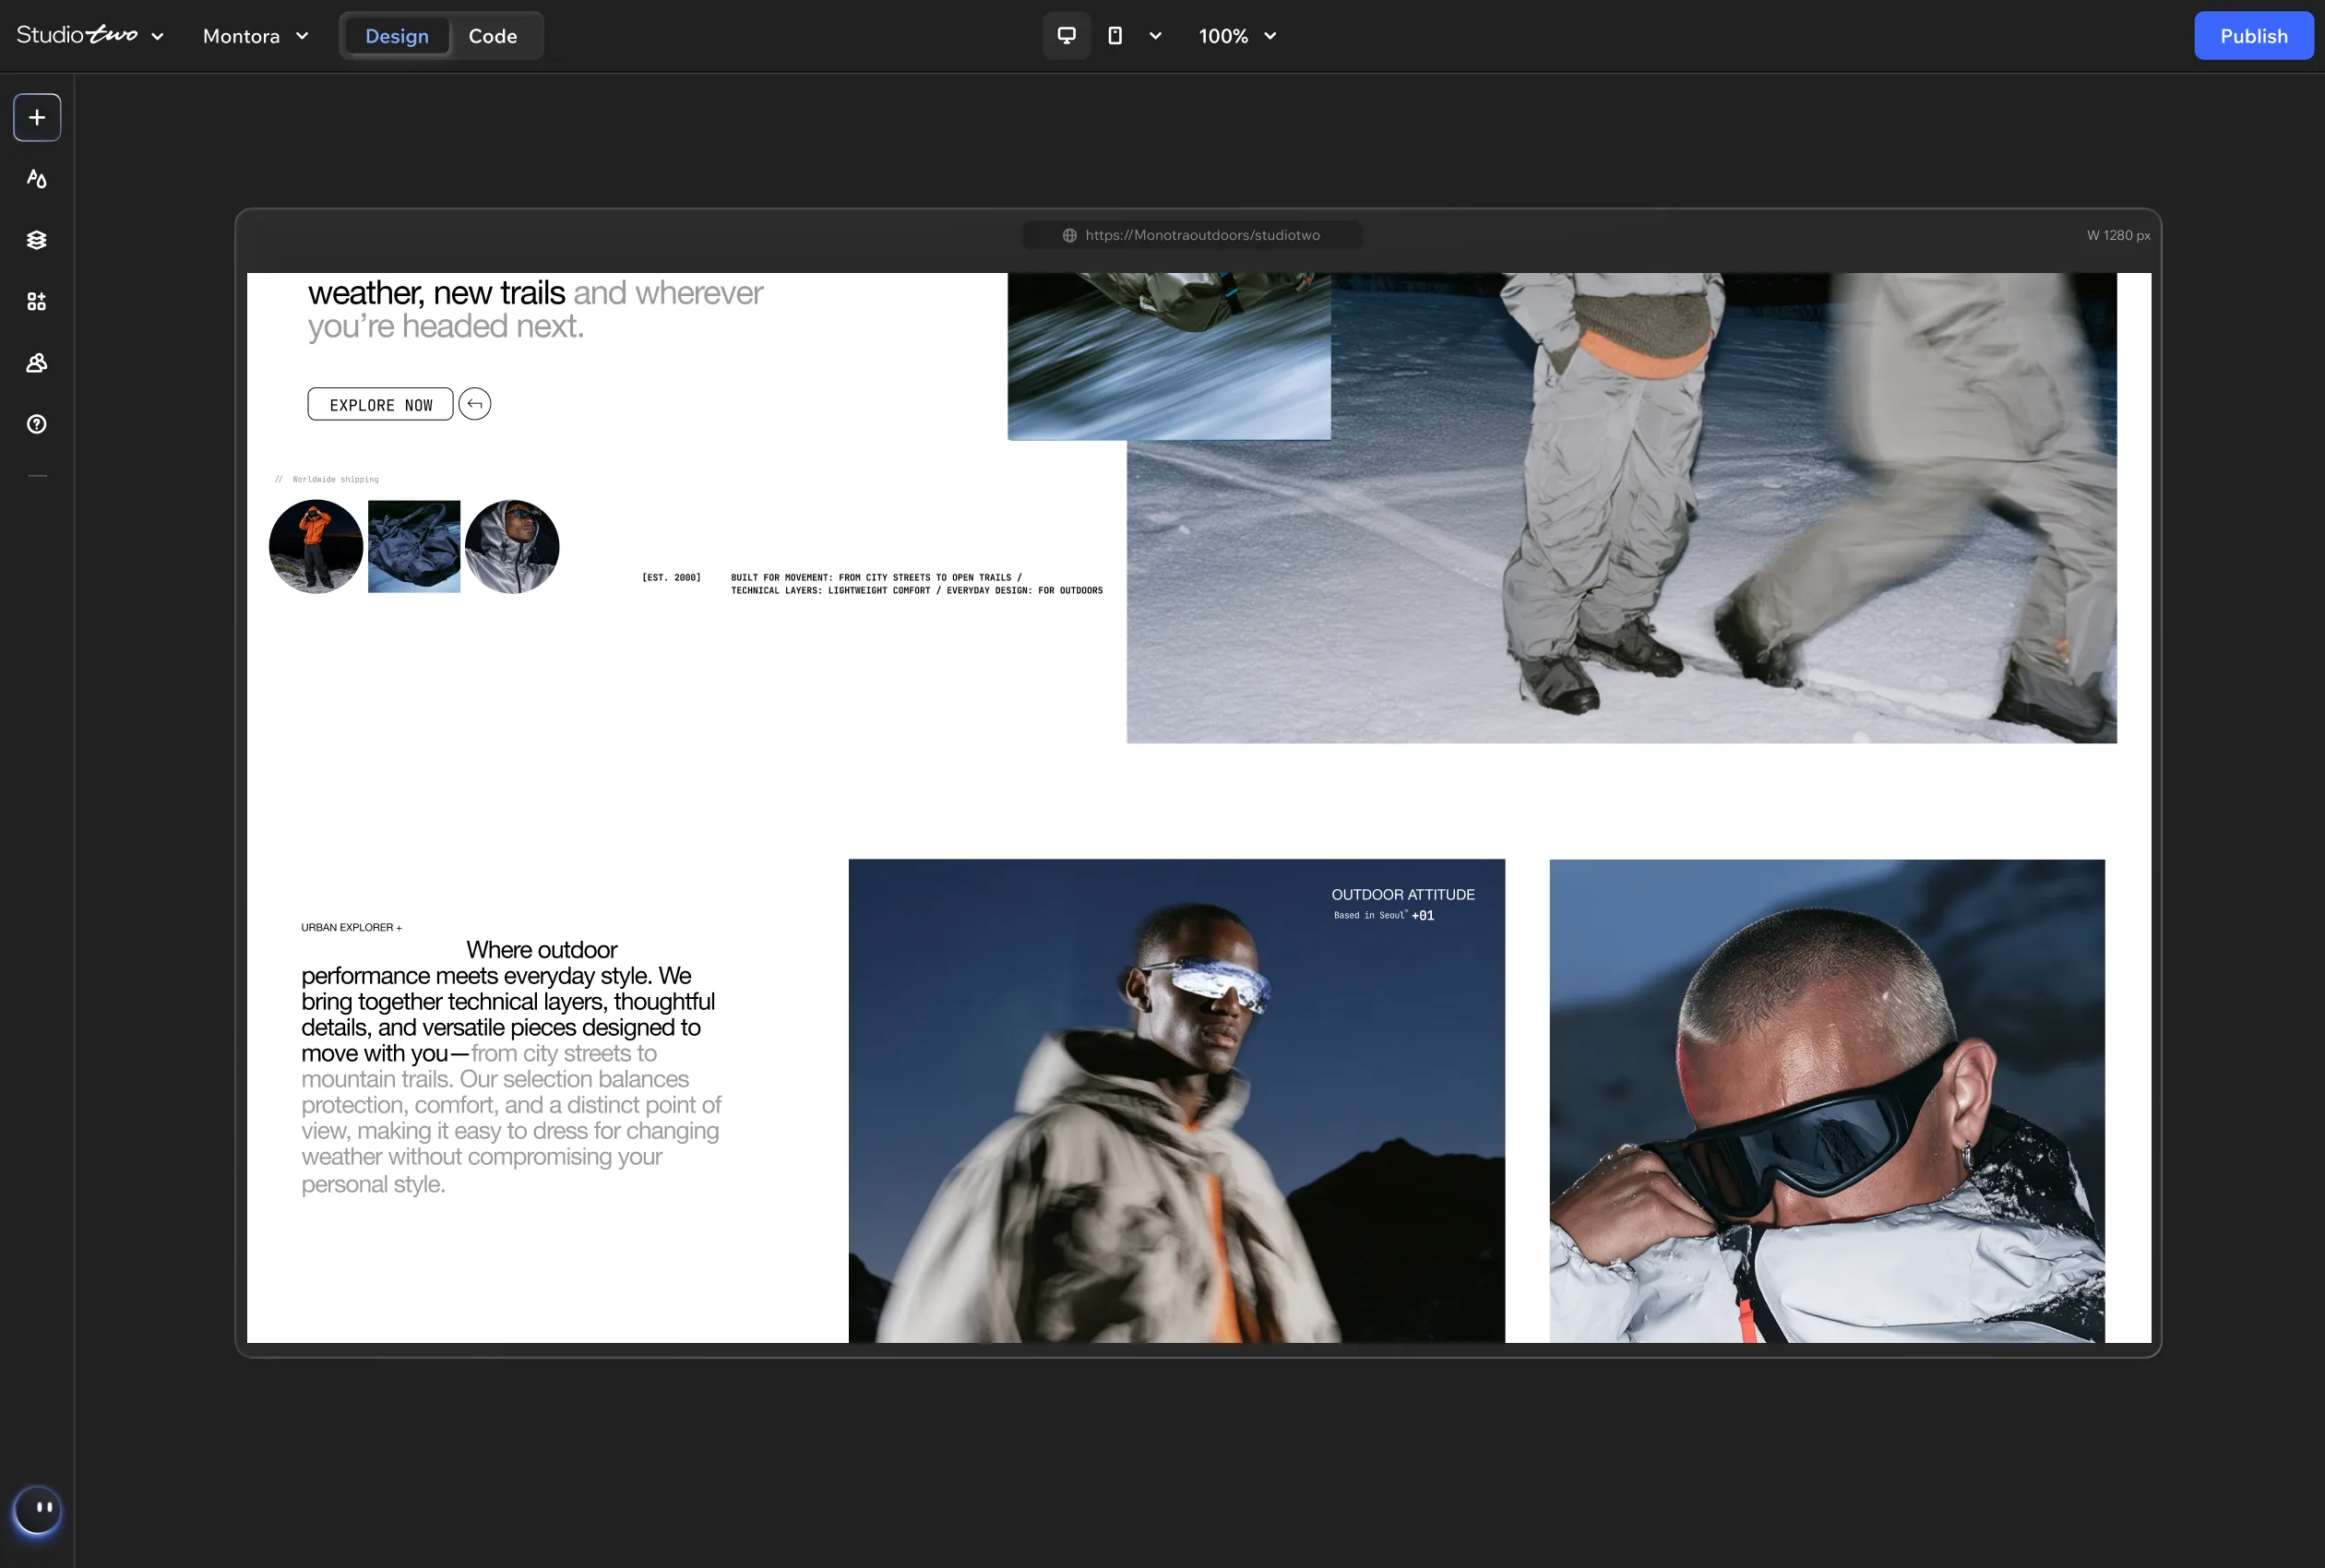 Studio two
Montora
Design
Code
100%
Publish
https://Monotraoutdoors/studiotwo
W 1280 px
weather, new trails and wherever
you’re headed next.
EXPLORE NOW
// Worldwide shipping
[EST. 2000]
BUILT FOR MOVEMENT: FROM CITY STREETS TO OPEN TRAILS /
TECHNICAL LAYERS: LIGHTWEIGHT COMFORT / EVERYDAY DESIGN: FOR OUTDOORS
URBAN EXPLORER +
Where outdoor
performance meets everyday style. We
bring together technical layers, thoughtful
details, and versatile pieces designed to
move with you—from city streets to
mountain trails. Our selection balances
protection, comfort, and a distinct point of
view, making it easy to dress for changing
weather without compromising your
personal style.
OUTDOOR ATTITUDE
Based in Seoul™ +01